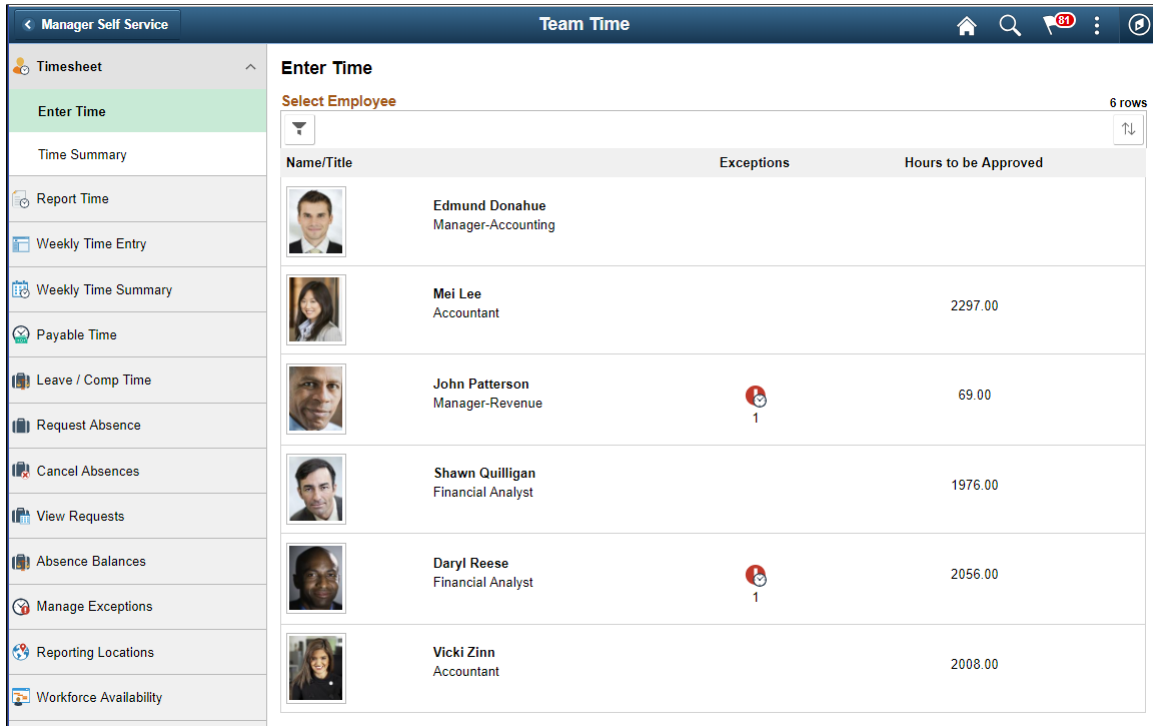 Manager Self Service
Team Time
81
Timesheet
Enter Time
Time Summary
Report Time
Weekly Time Entry
Weekly Time Summary
Payable Time
Leave / Comp Time
Request Absence
Cancel Absences
View Requests
Absence Balances
Manage Exceptions
Reporting Locations
Workforce Availability
Enter Time
Select Employee
6 rows
Name/Title Exceptions Hours to be Approved
Edmund Donahue
Manager-Accounting
Mei Lee
Accountant
2297.00
John Patterson
Manager-Revenue
1
69.00
Shawn Quilligan
Financial Analyst
1976.00
Daryl Reese
Financial Analyst
1
2056.00
Vicki Zinn
Accountant
2008.00